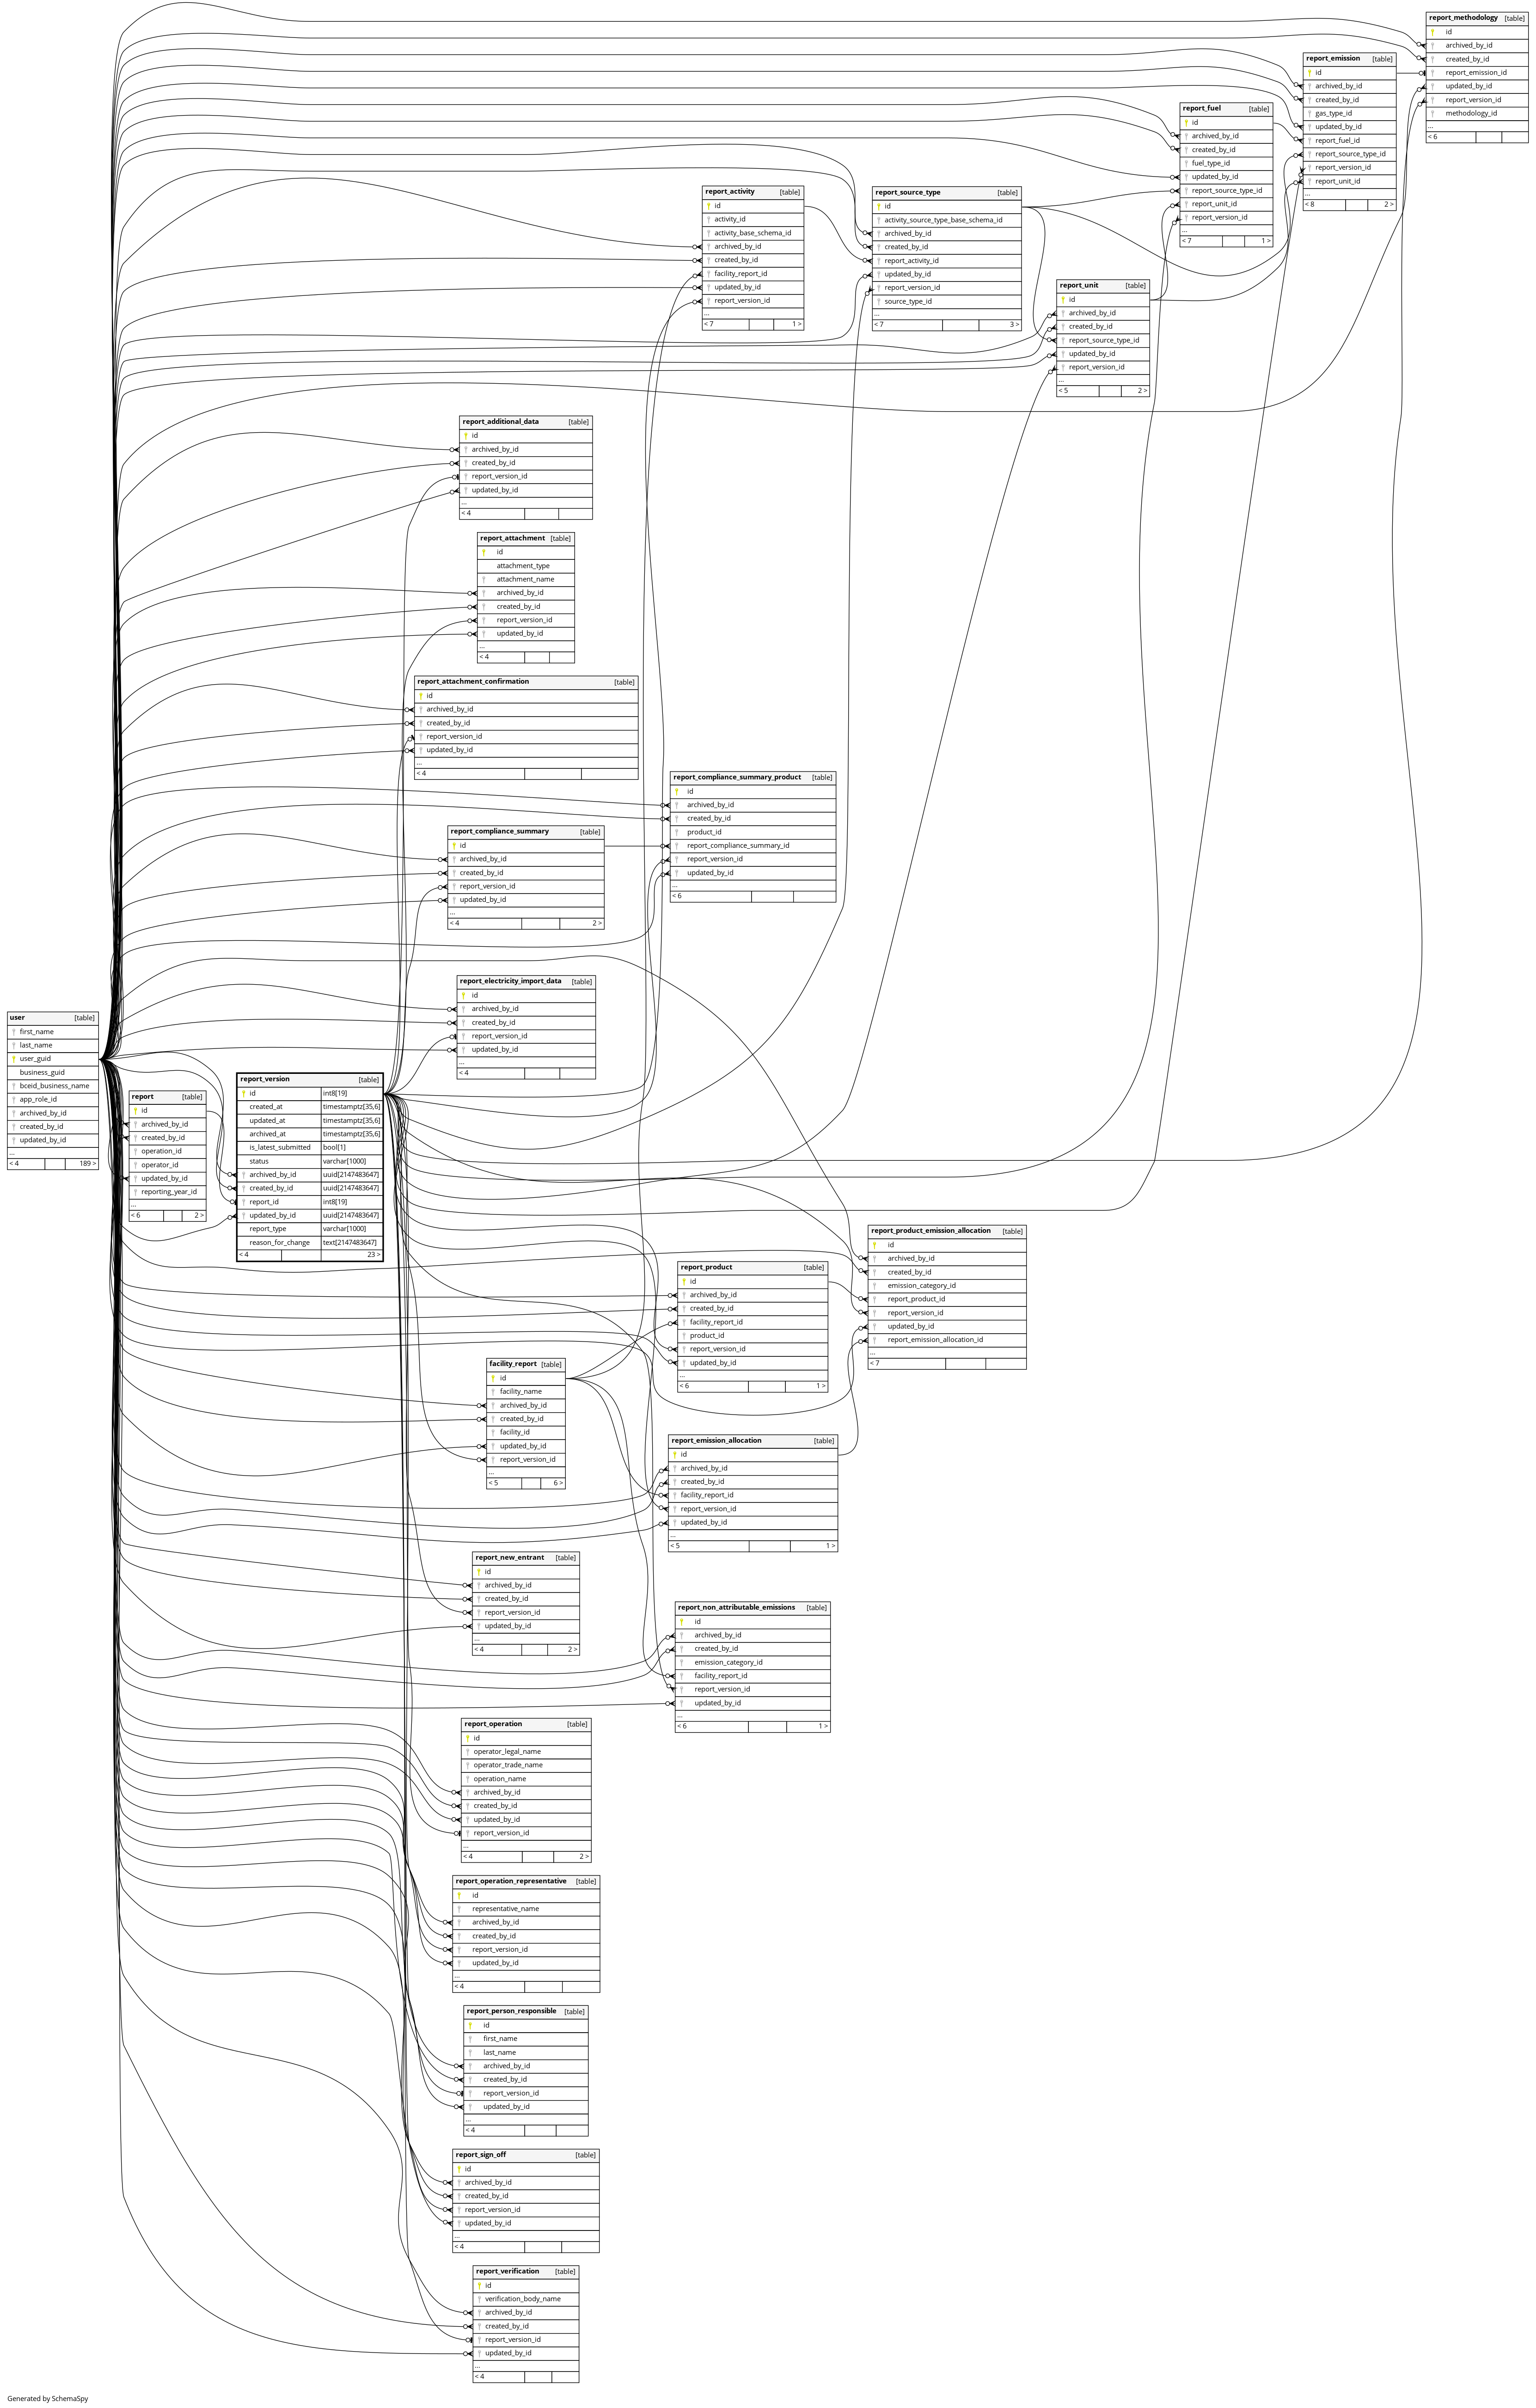 report_methodology [table]
id
archived_by_id
created_by_id
report_emission_id
updated_by_id
report_version_id
methodology_id
...
< 6
report_emission [table]
id
archived_by_id
created_by_id
gas_type_id
updated_by_id
report_fuel_id
report_source_type_id
report_version_id
report_unit_id
...
< 8 2 >
report_fuel [table]
id
archived_by_id
created_by_id
fuel_type_id
updated_by_id
report_source_type_id
report_unit_id
report_version_id
...
< 7 1 >
report_activity [table]
id
activity_id
activity_base_schema_id
archived_by_id
created_by_id
facility_report_id
updated_by_id
report_version_id
...
< 7 1 >
report_source_type [table]
id
activity_source_type_base_schema_id
archived_by_id
created_by_id
report_activity_id
updated_by_id
report_version_id
source_type_id
...
< 7 3 >
report_unit [table]
id
archived_by_id
created_by_id
report_source_type_id
updated_by_id
report_version_id
...
< 5 2 >
report_additional_data [table]
id
archived_by_id
created_by_id
report_version_id
updated_by_id
...
< 4
report_attachment [table]
id
attachment_type
attachment_name
archived_by_id
created_by_id
report_version_id
updated_by_id
...
< 4
report_attachment_confirmation [table]
id
archived_by_id
created_by_id
report_version_id
updated_by_id
...
< 4
report_compliance_summary_product [table]
id
archived_by_id
created_by_id
product_id
report_compliance_summary_id
report_version_id
updated_by_id
...
< 6
report_compliance_summary [table]
id
archived_by_id
created_by_id
report_version_id
updated_by_id
...
< 4 2 >
report_electricity_import_data [table]
id
archived_by_id
created_by_id
report_version_id
updated_by_id
...
< 4
user [table]
first_name
last_name
user_guid
business_guid
bceid_business_name
app_role_id
archived_by_id
created_by_id
updated_by_id
...
< 4 189 >
report [table]
id
archived_by_id
created_by_id
operation_id
operator_id
updated_by_id
reporting_year_id
...
< 6 2 >
report_version [table]
id int8[19]
created_at timestamptz[35,6]
updated_at timestamptz[35,6]
archived_at timestamptz[35,6]
is_latest_submitted bool[1]
status varchar[1000]
archived_by_id uuid[2147483647]
created_by_id uuid[2147483647]
report_id int8[19]
updated_by_id uuid[2147483647]
report_type varchar[1000]
reason_for_change text[2147483647]
< 4 23 >
report_product_emission_allocation [table]
id
archived_by_id
created_by_id
emission_category_id
report_product_id
report_version_id
updated_by_id
report_emission_allocation_id
...
< 7
report_product [table]
id
archived_by_id
created_by_id
facility_report_id
product_id
report_version_id
updated_by_id
...
< 6 1 >
facility_report [table]
id
facility_name
archived_by_id
created_by_id
facility_id
updated_by_id
report_version_id
...
< 5 6 >
report_emission_allocation [table]
id
archived_by_id
created_by_id
facility_report_id
report_version_id
updated_by_id
...
< 5 1 >
report_new_entrant [table]
id
archived_by_id
created_by_id
report_version_id
updated_by_id
...
< 4 2 >
report_non_attributable_emissions [table]
id
archived_by_id
created_by_id
emission_category_id
facility_report_id
report_version_id
updated_by_id
...
< 6 1 >
report_operation [table]
id
operator_legal_name
operator_trade_name
operation_name
archived_by_id
created_by_id
updated_by_id
report_version_id
...
< 4 2 >
report_operation_representative [table]
id
representative_name
archived_by_id
created_by_id
report_version_id
updated_by_id
...
< 4
report_person_responsible [table]
id
first_name
last_name
archived_by_id
created_by_id
report_version_id
updated_by_id
...
< 4
report_sign_off [table]
id
archived_by_id
created_by_id
report_version_id
updated_by_id
...
< 4
report_verification [table]
id
verification_body_name
archived_by_id
created_by_id
report_version_id
updated_by_id
...
< 4
Generated by SchemaSpy